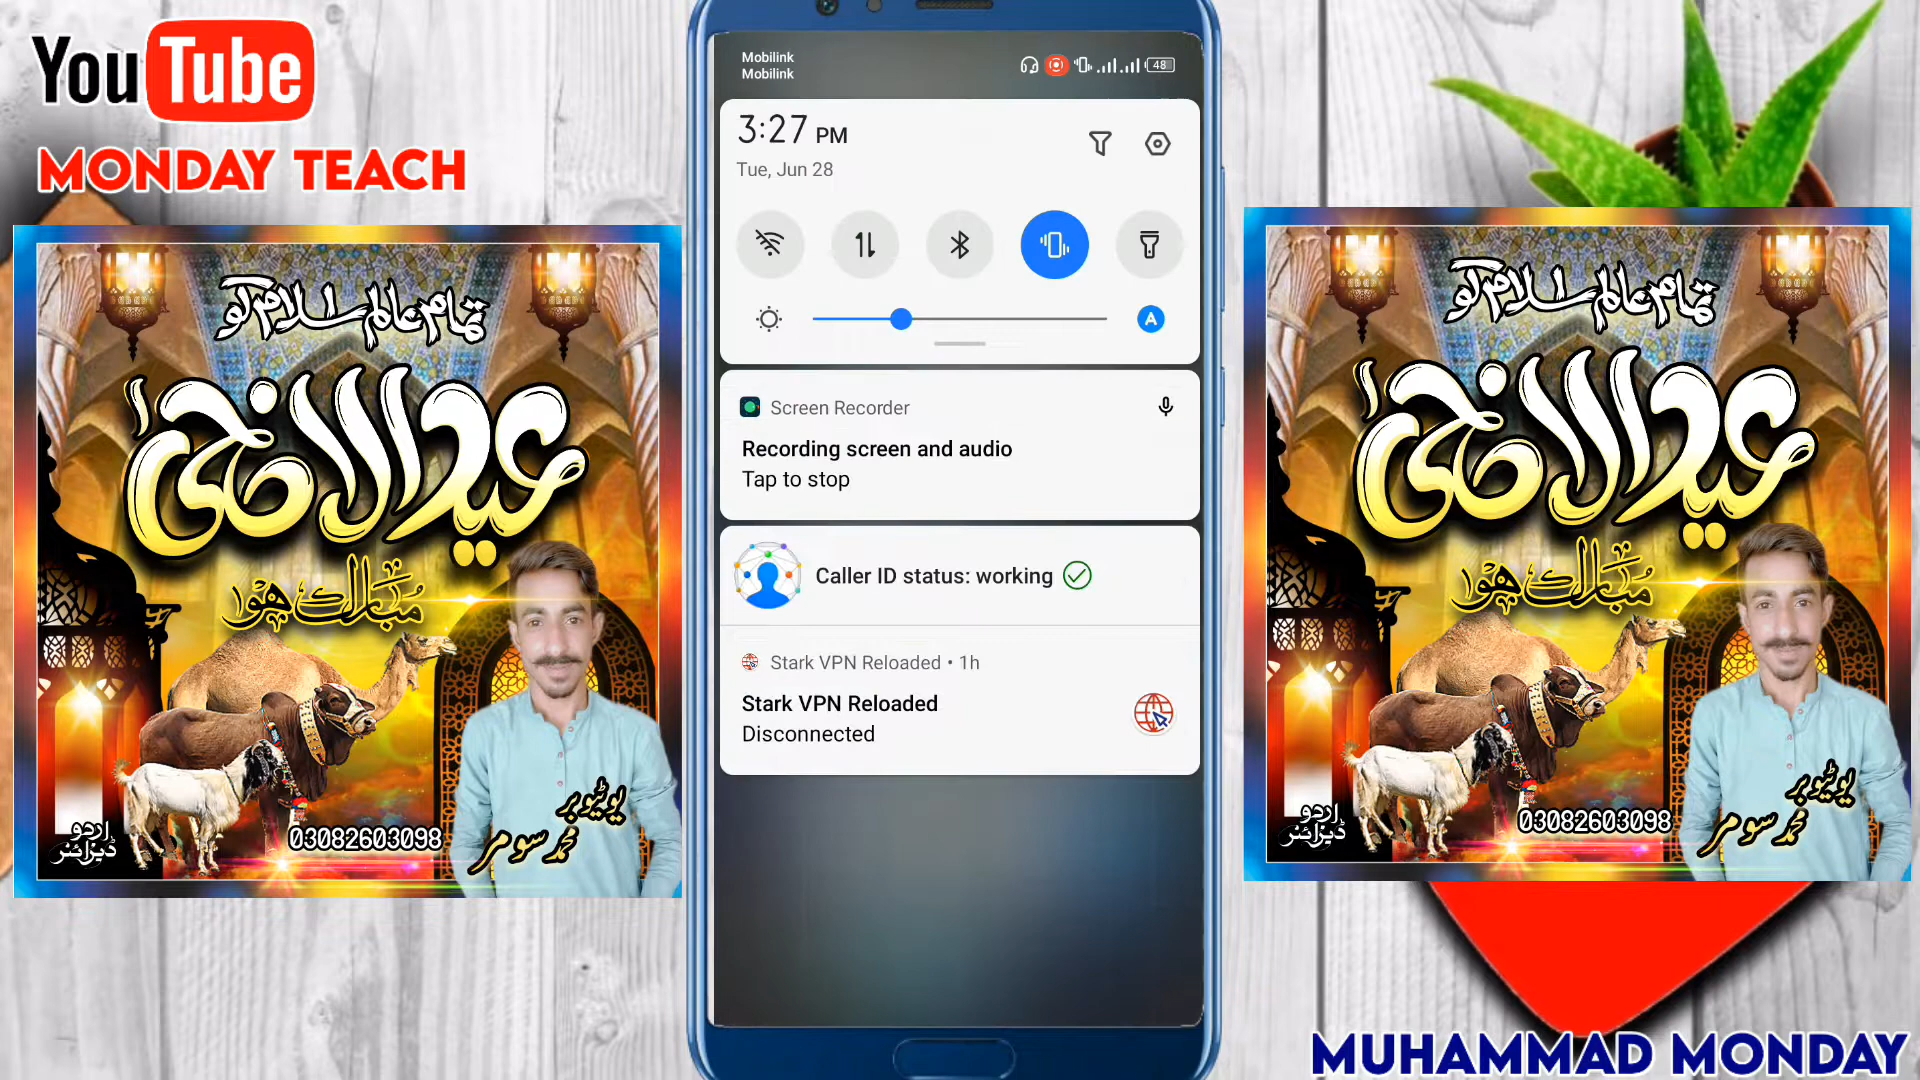 YouTube
MONDAY TEACH
تمام عالم اسلام کو
عید الاضحیٰ
مُبارک ہو
یوٹیوبر
محمد سومر
03082603098
اردو
ڈیزائنر
Mobilink
Mobilink
48
3:27 PM
Tue, Jun 28
A
Screen Recorder
Recording screen and audio
Tap to stop
Caller ID status: working
Stark VPN Reloaded • 1h
Stark VPN Reloaded
Disconnected
تمام عالم اسلام کو
عید الاضحیٰ
مُبارک ہو
یوٹیوبر
محمد سومر
03082603098
اردو
ڈیزائنر
MUHAMMAD MONDAY